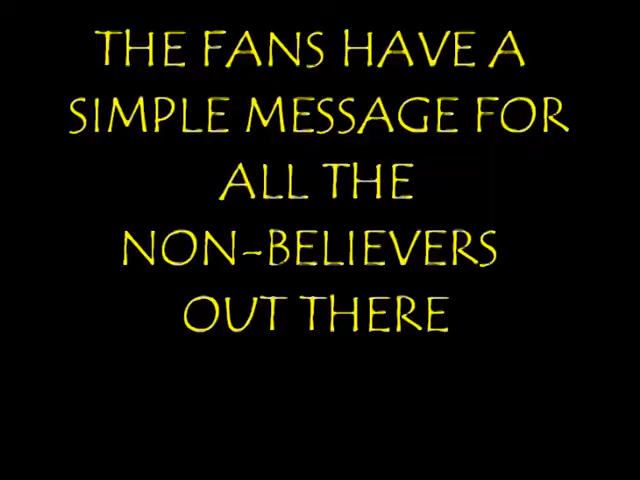 THE FANS HAVE A
SIMPLE MESSAGE FOR
ALL THE
NON-BELIEVERS
OUT THERE